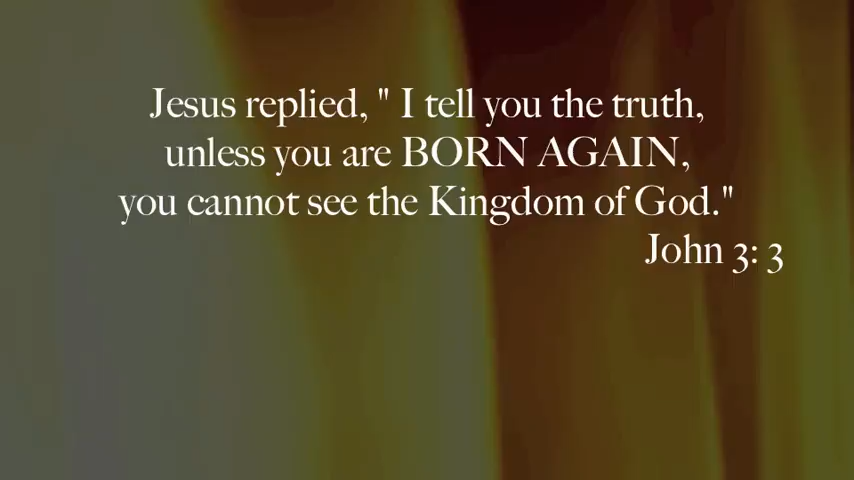 Jesus replied, " I tell you the truth,
unless you are BORN AGAIN,
you cannot see the Kingdom of God."
John 3: 3